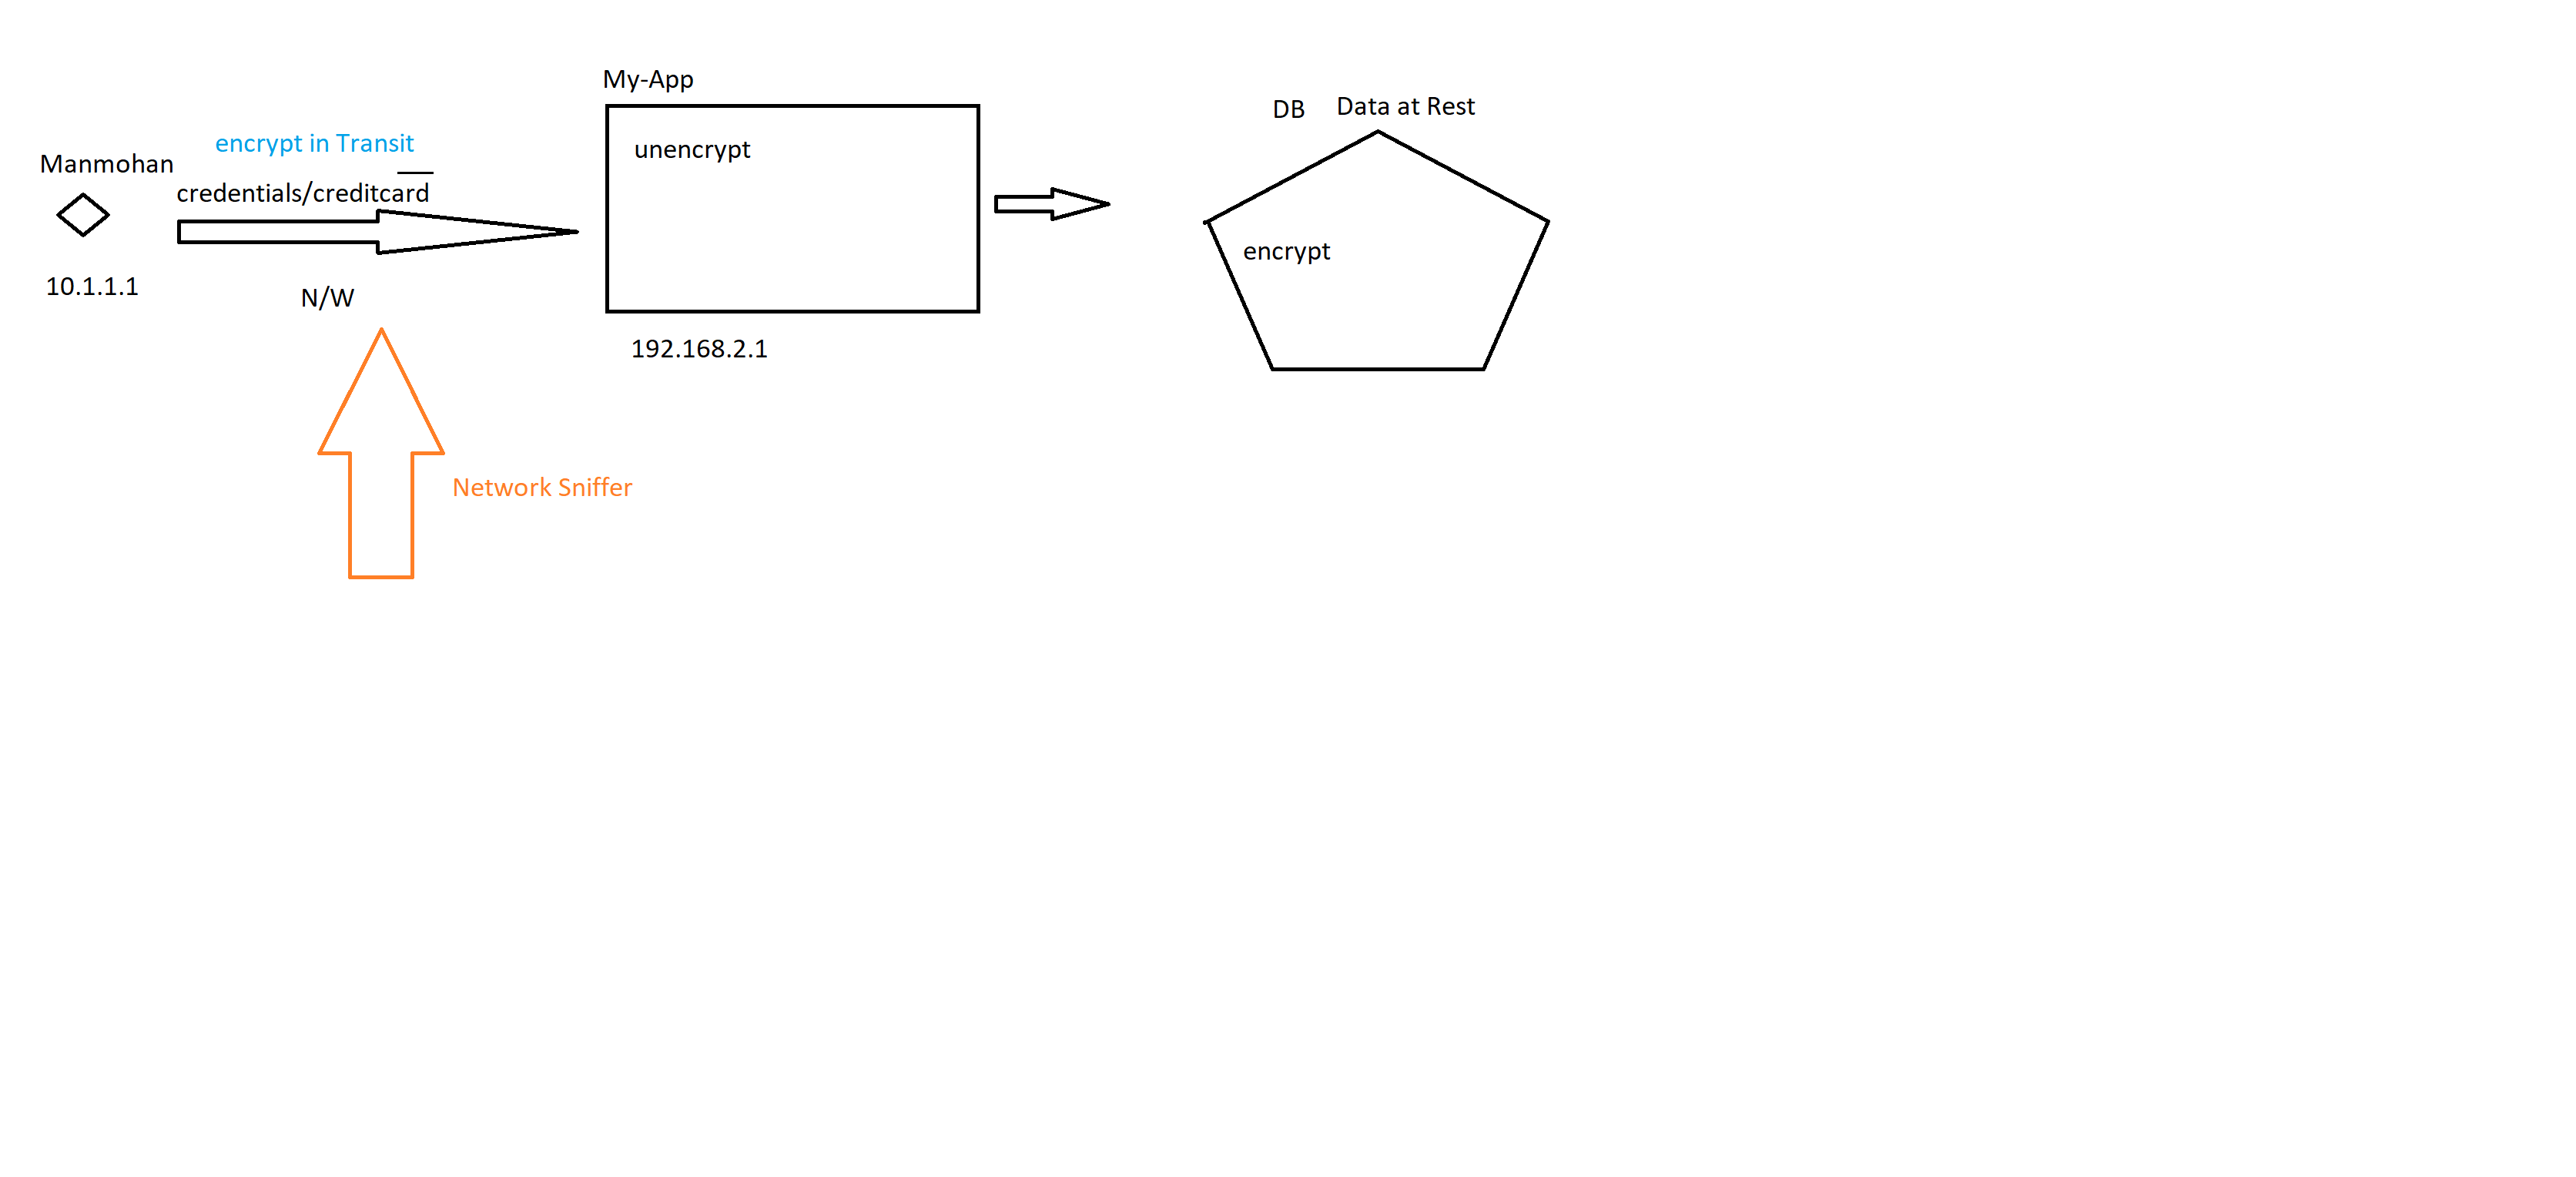 My-App
DB
Data at Rest
encrypt in Transit
Manmohan
unencrypt
credentials/creditcard
encrypt
10.1.1.1
N/W
192.168.2.1
Network Sniffer